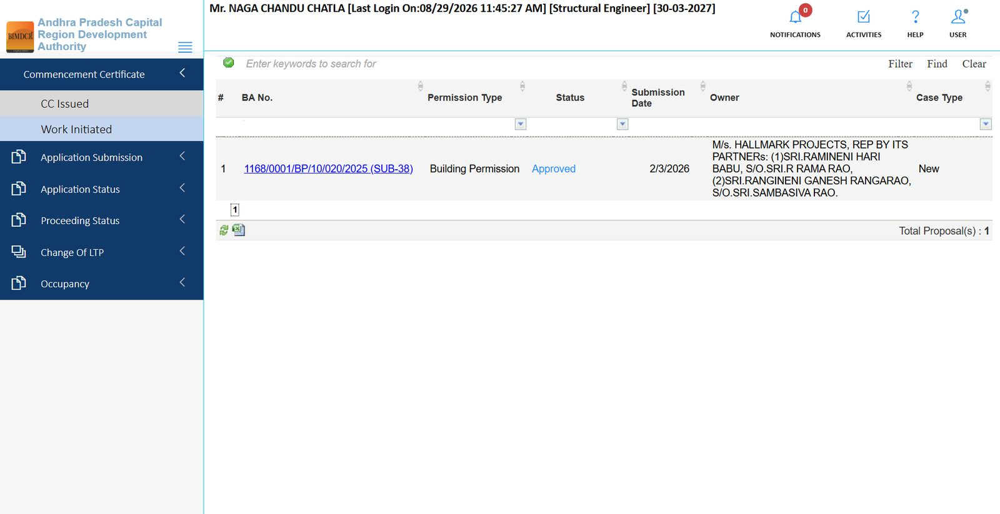 Mr. NAGA CHANDU CHATLA [Last Login On:08/29/2026 11:45:27 AM] [Structural Engineer] [30-03-2027]
0
NOTIFICATIONS
ACTIVITIES
?
HELP
USER
BIMDCR
Andhra Pradesh Capital
Region Development
Authority
Commencement Certificate
CC Issued
Work Initiated
Application Submission
Application Status
Proceeding Status
Change Of LTP
Occupancy
Enter keywords to search for
Filter Find Clear
# BA No. Permission Type Status Submission Date Owner Case Type
1 1168/0001/BP/10/020/2025 (SUB-38) Building Permission Approved 2/3/2026
M/s. HALLMARK PROJECTS, REP BY ITS
PARTNERs: (1)SRI.RAMINENI HARI
BABU, S/O.SRI.R RAMA RAO,
(2)SRI.RANGINENI GANESH RANGARAO,
S/O.SRI.SAMBASIVA RAO.
New
1
Total Proposal(s) : 1